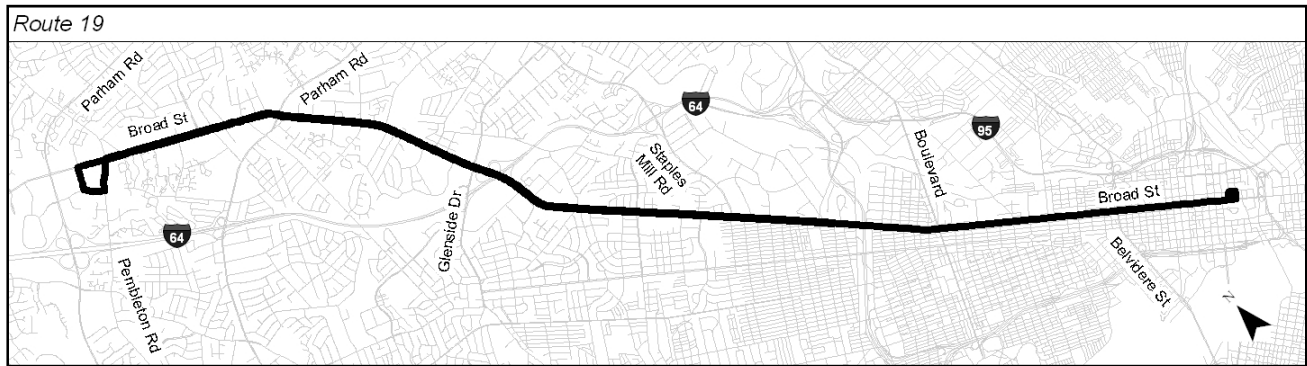 Route 19
Parham Rd
Parham Rd
Broad St
64
Staples
Mill Rd
95
Boulevard
Broad St
Glenside Dr
64
Belvidere St
Pembleton Rd
N